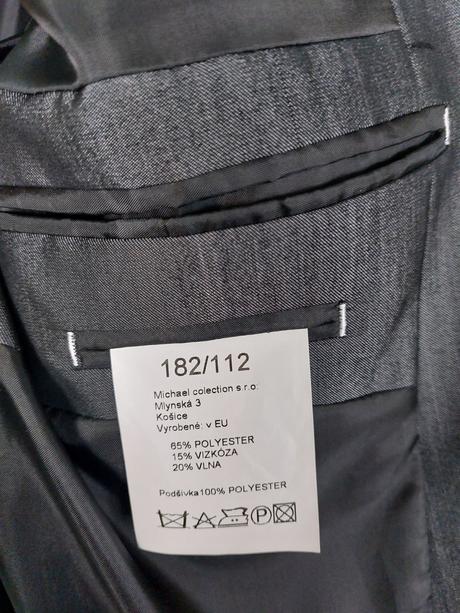 182/112
Michael colection s.r.o.
Mlynská 3
Košice
Vyrobené: v EU
65% POLYESTER
15% VIZKÓZA
20% VLNA
Podšívka100% POLYESTER
P